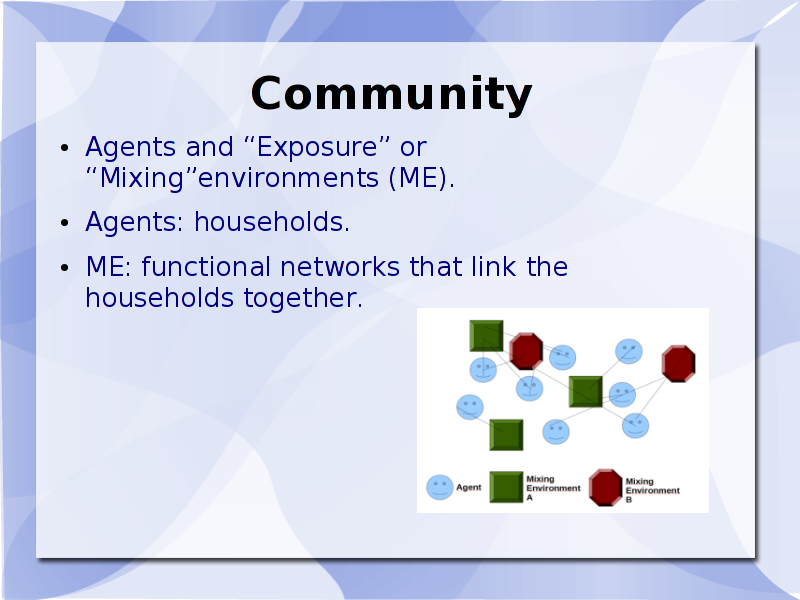 Community
• Agents and “Exposure” or
“Mixing”environments (ME).
• Agents: households.
• ME: functional networks that link the
households together.
Agent
Mixing
Environment
A
Mixing
Environment
B